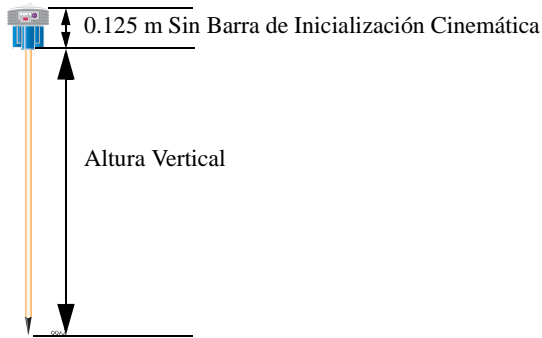 0.125 m Sin Barra de Inicialización Cinemática
Altura Vertical